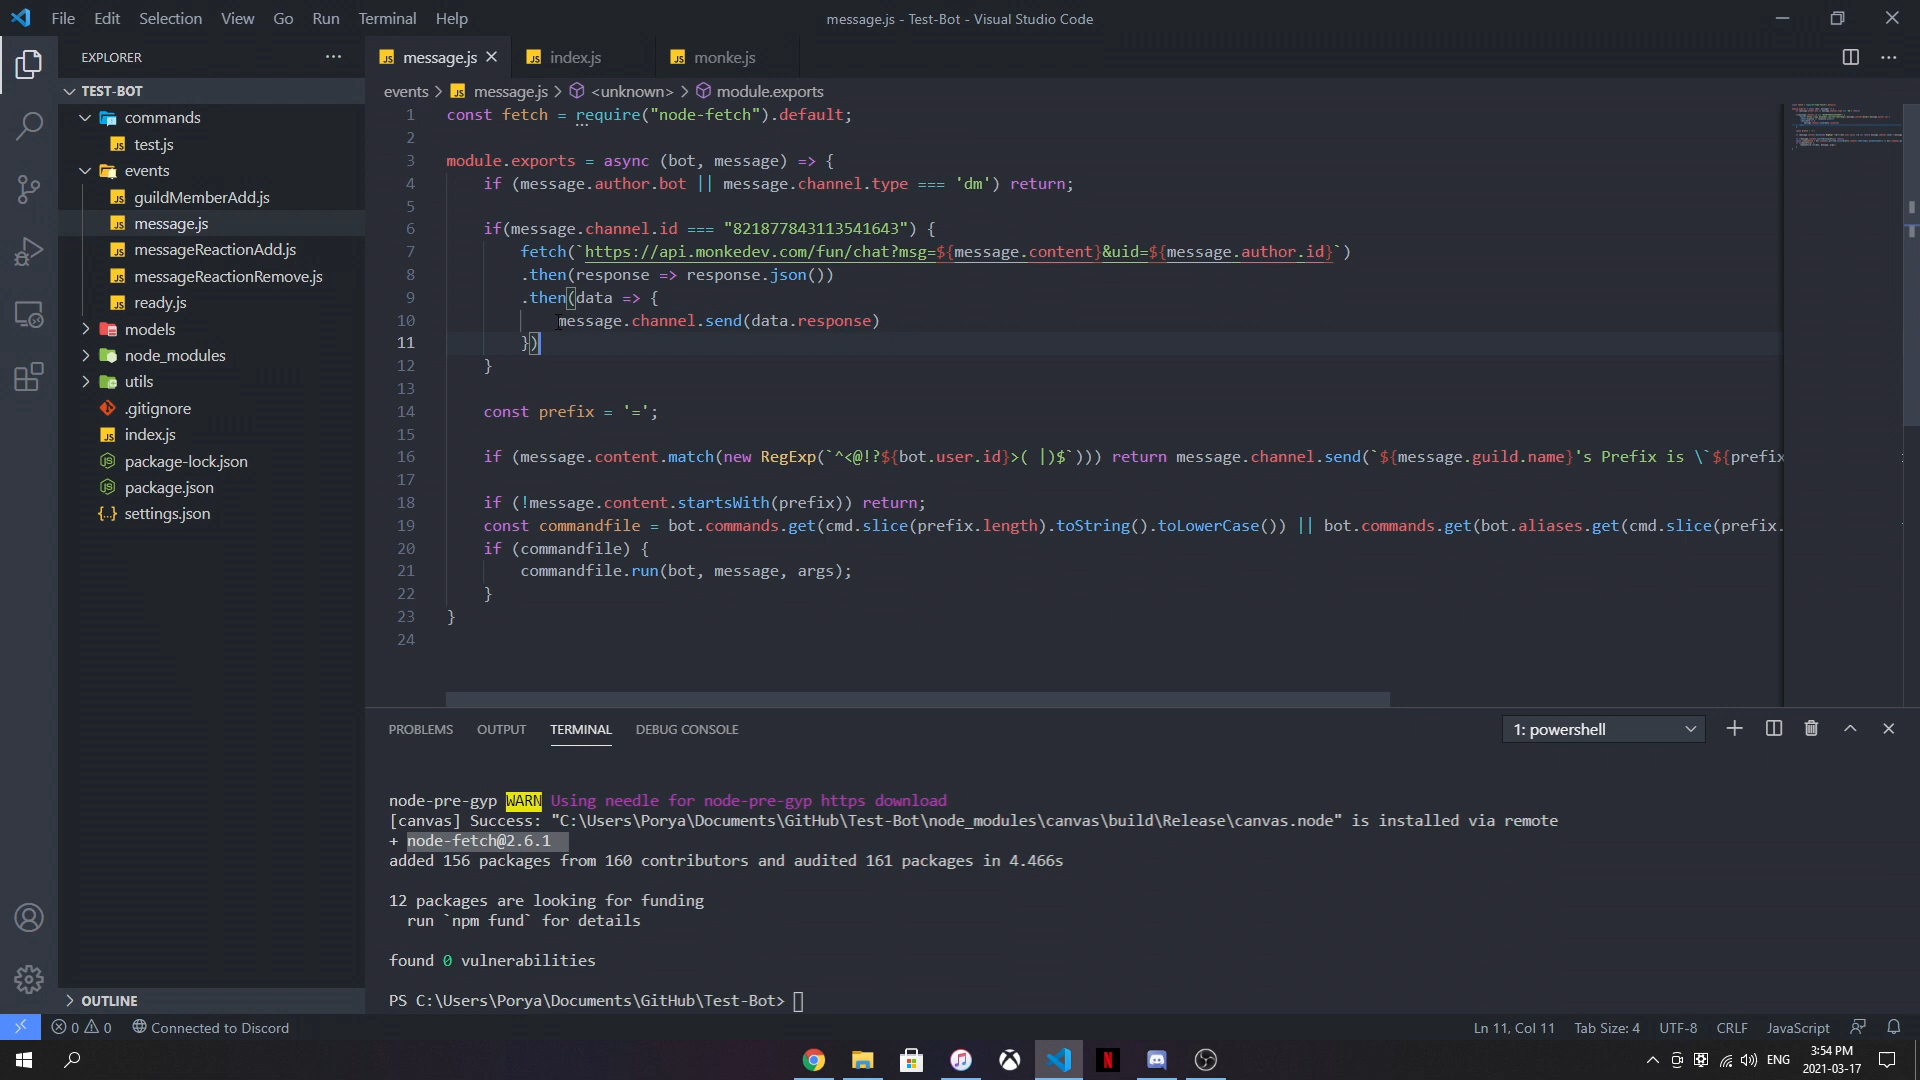 File Edit Selection View Go Run Terminal Help
message.js - Test-Bot - Visual Studio Code
EXPLORER
TEST-BOT
commands
test.js
events
guildMemberAdd.js
message.js
messageReactionAdd.js
messageReactionRemove.js
ready.js
models
node_modules
utils
.gitignore
index.js
package-lock.json
package.json
settings.json
OUTLINE
message.js
index.js
monke.js
events > message.js > <unknown> > module.exports
1 const fetch = require("node-fetch").default;
2
3 module.exports = async (bot, message) => {
4 if (message.author.bot || message.channel.type === 'dm') return;
5
6 if(message.channel.id === "821877843113541643") {
7 fetch(`https://api.monkedev.com/fun/chat?msg=${message.content}&uid=${message.author.id}`)
8 .then(response => response.json())
9 .then(data => {
10 message.channel.send(data.response)
11 })
12 }
13
14 const prefix = '=';
15
16 if (message.content.match(new RegExp(`^<@!?${bot.user.id}>( |)$`))) return message.channel.send(`${message.guild.name}'s Prefix is \`${prefix
17
18 if (!message.content.startsWith(prefix)) return;
19 const commandfile = bot.commands.get(cmd.slice(prefix.length).toString().toLowerCase()) || bot.commands.get(bot.aliases.get(cmd.slice(prefix.
20 if (commandfile) {
21 commandfile.run(bot, message, args);
22 }
23 }
24
PROBLEMS OUTPUT TERMINAL DEBUG CONSOLE
1: powershell
node-pre-gyp WARN Using needle for node-pre-gyp https download
[canvas] Success: "C:\Users\Porya\Documents\GitHub\Test-Bot\node_modules\canvas\build\Release\canvas.node" is installed via remote
+ node-fetch@2.6.1
added 156 packages from 160 contributors and audited 161 packages in 4.466s
12 packages are looking for funding
run `npm fund` for details
found 0 vulnerabilities
PS C:\Users\Porya\Documents\GitHub\Test-Bot>
0 0 Connected to Discord
Ln 11, Col 11 Tab Size: 4 UTF-8 CRLF JavaScript
ENG
3:54 PM
2021-03-17